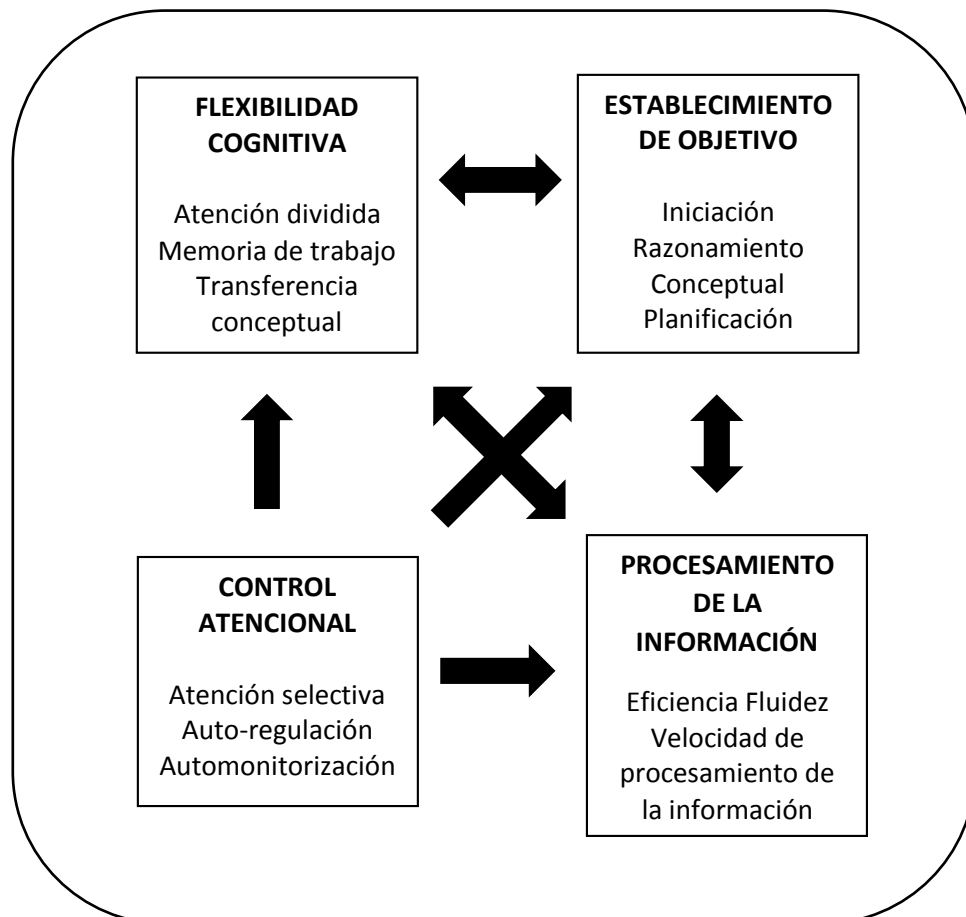 FLEXIBILIDAD
COGNITIVA
Atención dividida
Memoria de trabajo
Transferencia
conceptual
ESTABLECIMIENTO
DE OBJETIVO
Iniciación
Razonamiento
Conceptual
Planificación
CONTROL
ATENCIONAL
Atención selectiva
Auto-regulación
Automonitorización
PROCESAMIENTO
DE LA
INFORMACIÓN
Eficiencia Fluidez
Velocidad de
procesamiento de
la información